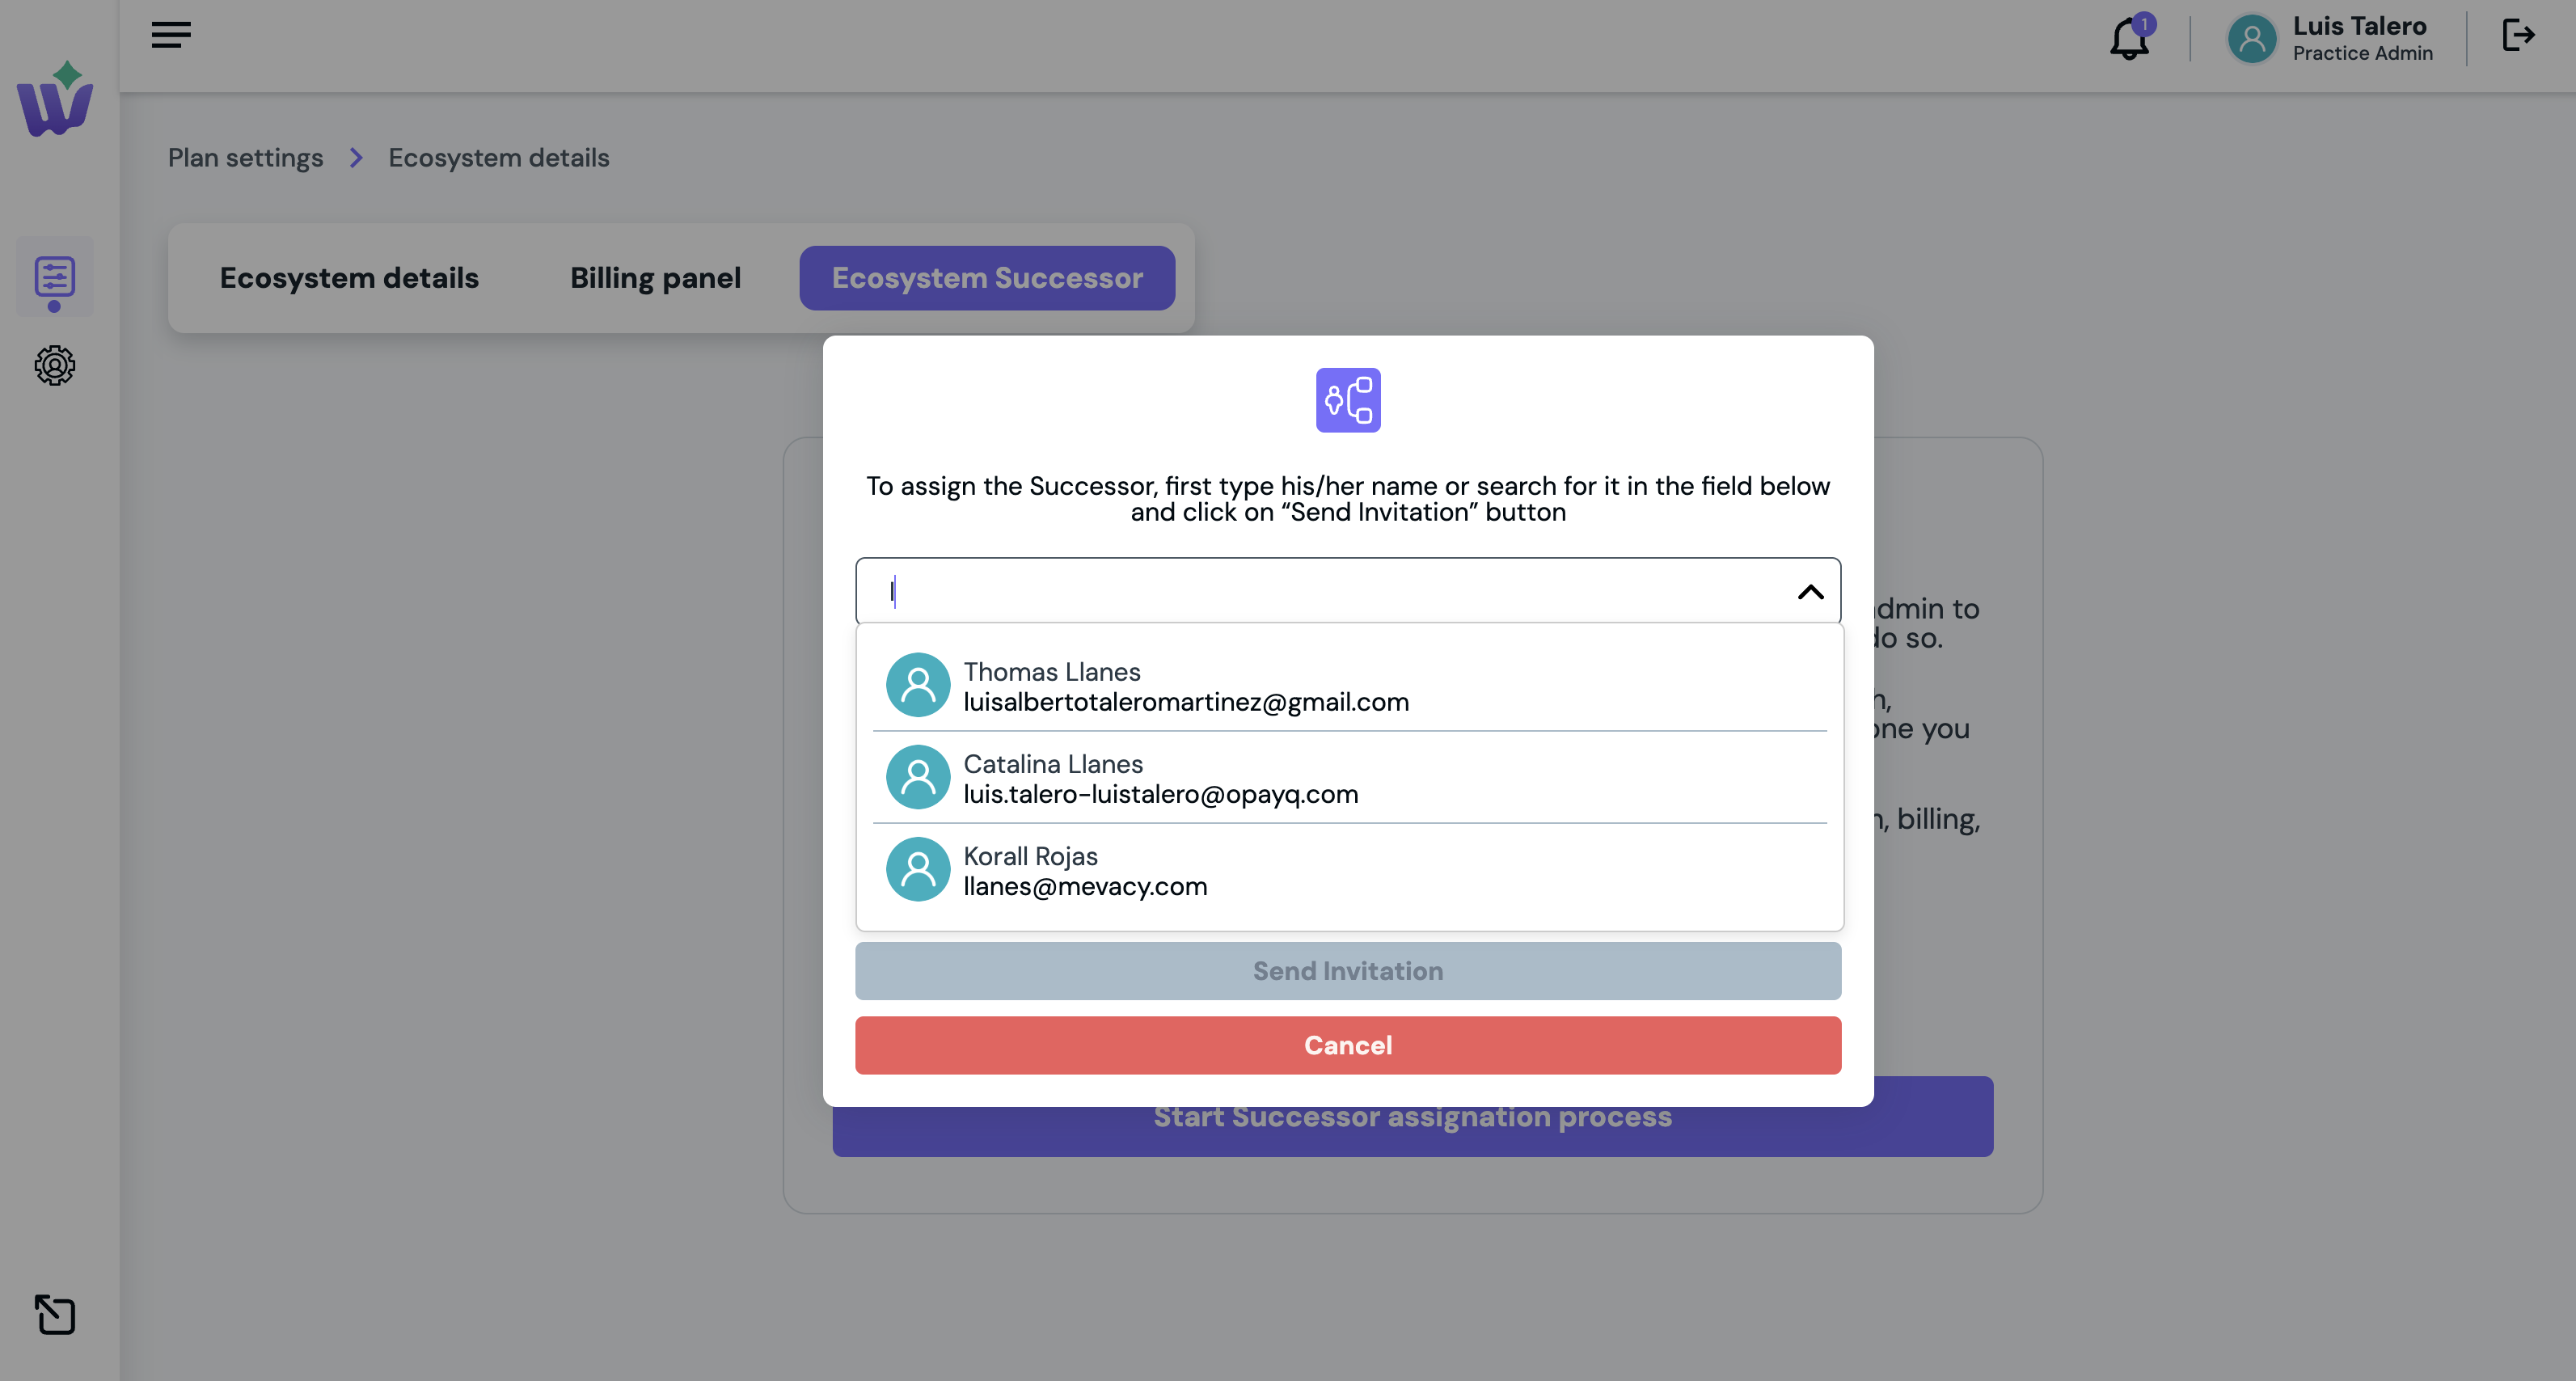 1
Luis Talero
Practice Admin
Plan settings
Ecosystem details
Ecosystem details
Billing panel
Ecosystem Successor
To assign the Successor, first type his/her name or search for it in the field below
and click on “Send Invitation” button
l
dmin to
do so.
Thomas Llanes
luisalbertotaleromartinez@gmail.com
one you
Catalina Llanes
luis.talero-luistalero@opayq.com
, billing,
Korall Rojas
llanes@mevacy.com
Send Invitation
Cancel
Start Successor assignation process